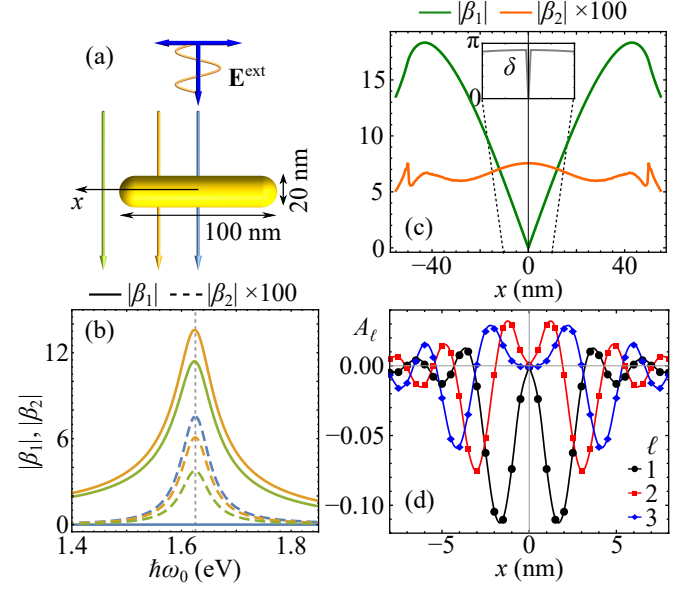 (a)
E^ext
x
100 nm
20 nm
|β₁| |β₂| ×100
(b)
|β₁|, |β₂|
12
6
0
1.4 1.6 1.8
ħω₀ (eV)
|β₁| |β₂| ×100
π
δ
0
15
10
5
0
(c)
−40 0 40
x (nm)
A_ℓ
0.00
−0.05
−0.10
ℓ
1
2
3
(d)
−5 0 5
x (nm)